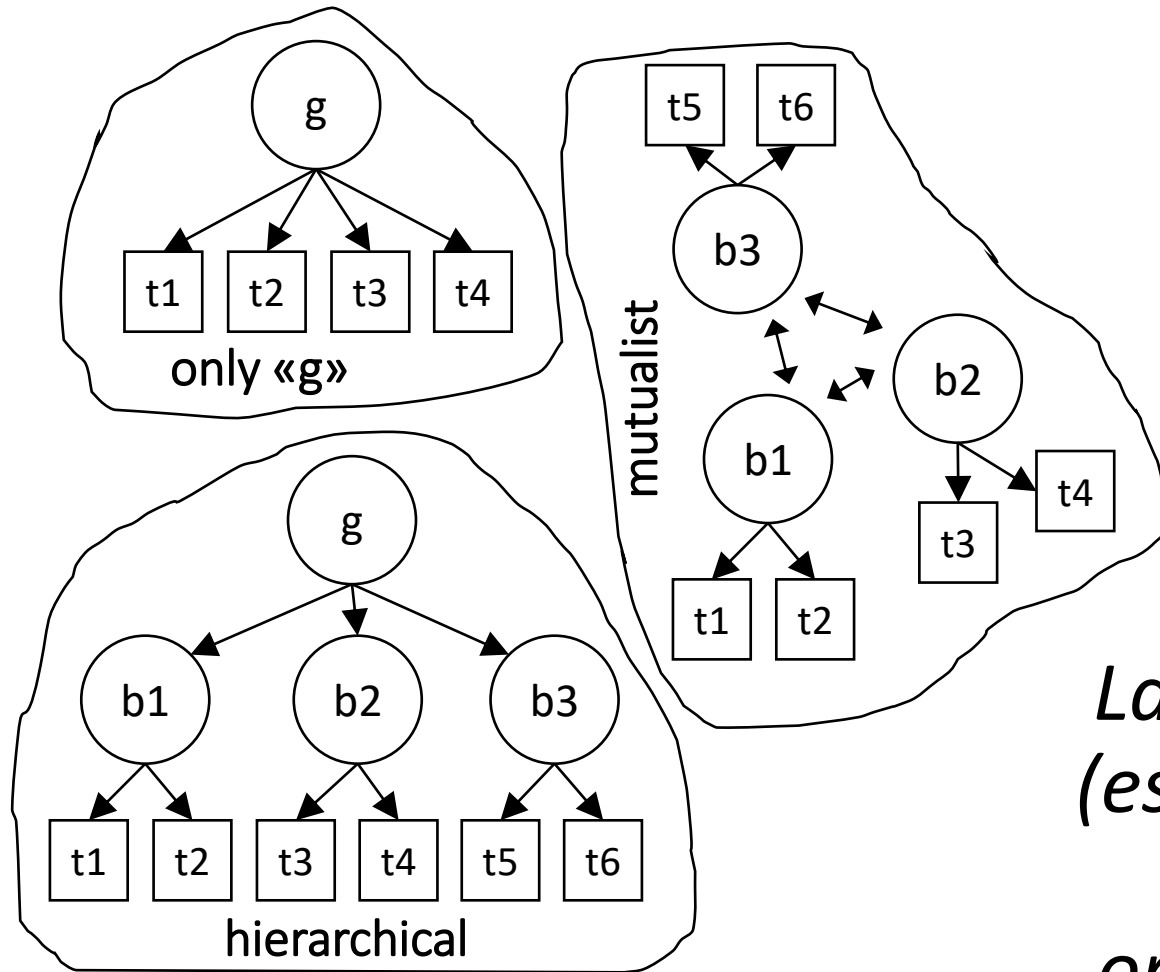 g
t1 t2 t3 t4
only «g»
t5 t6
b3
b2
b1
t4
t3
t1 t2
mutualist
g
b1 b2 b3
t1 t2 t3 t4 t5 t6
hierarchical
(es